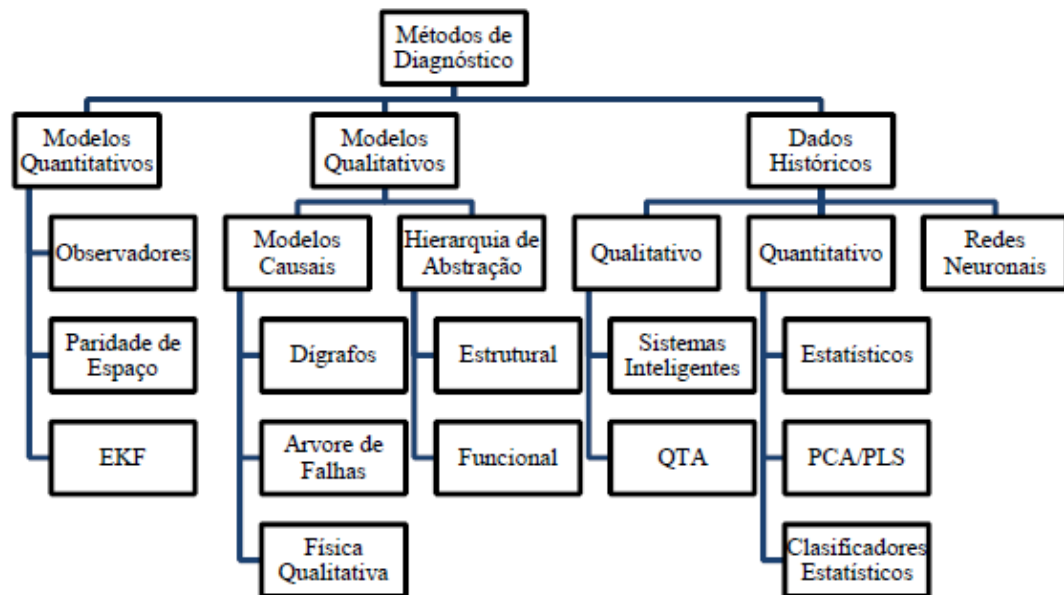 Métodos de
Diagnóstico
Modelos
Quantitativos
Modelos
Qualitativos
Dados
Históricos
Observadores
Modelos
Causais
Hierarquia de
Abstração
Qualitativo
Quantitativo
Redes
Neuronais
Paridade de
Espaço
Dígrafos
Estrutural
Sistemas
Inteligentes
Estatísticos
EKF
Arvore de
Falhas
Funcional
QTA
PCA/PLS
Física
Qualitativa
Clasificadores
Estatísticos